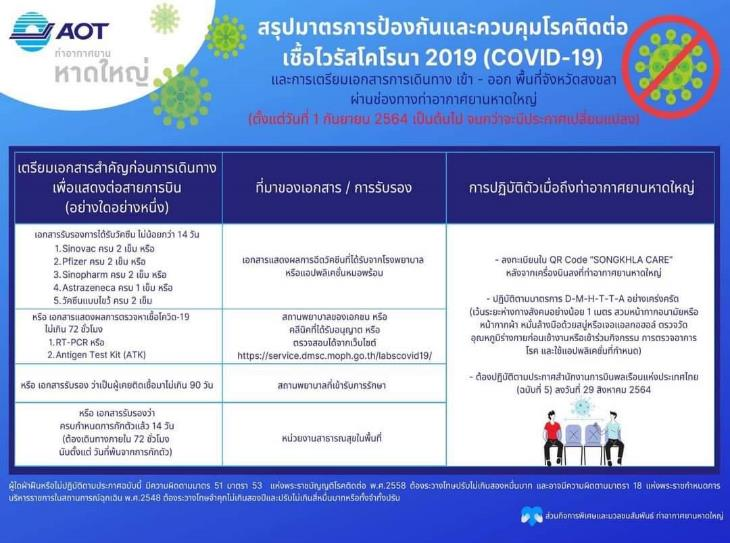 AOT
ท่าอากาศยาน
หาดใหญ่
สรุปมาตรการป้องกันและควบคุมโรคติดต่อ
เชื้อไวรัสโคโรนา 2019 (COVID-19)
และการเตรียมเอกสารการเดินทาง เข้า - ออก พื้นที่จังหวัดสงขลา
ผ่านช่องทางท่าอากาศยานหาดใหญ่
(ตั้งแต่วันที่ 1 กันยายน 2564 เป็นต้นไป จนกว่าจะมีประกาศเปลี่ยนแปลง)
เตรียมเอกสารสำคัญก่อนการเดินทาง
เพื่อแสดงต่อสายการบิน
(อย่างใดอย่างหนึ่ง)
ที่มาของเอกสาร / การรับรอง
การปฏิบัติตัวเมื่อถึงท่าอากาศยานหาดใหญ่
เอกสารรับรองการได้รับวัคซีน ไม่น้อยกว่า 14 วัน
1. Sinovac ครบ 2 เข็ม หรือ
2. Pfizer ครบ 2 เข็ม หรือ
3. Sinopharm ครบ 2 เข็ม หรือ
4. Astrazeneca ครบ 1 เข็ม หรือ
5. วัคซีนแบบไขว้ ครบ 2 เข็ม
เอกสารแสดงผลการฉีดวัคซีนที่ได้รับจากโรงพยาบาล
หรือแอปพลิเคชั่นหมอพร้อม
หรือ เอกสารแสดงผลการตรวจหาเชื้อโควิด-19
ไม่เกิน 72 ชั่วโมง
1. RT-PCR หรือ
2. Antigen Test Kit (ATK)
สถานพยาบาลของเอกชน หรือ
คลินิกที่ได้รับอนุญาต หรือ
ตรวจสอบได้จากเว็บไซต์
https://service.dmsc.moph.go.th/labscovid19/
หรือ เอกสารรับรอง ว่าเป็นผู้เคยติดเชื้อมาไม่เกิน 90 วัน
สถานพยาบาลที่เข้ารับการรักษา
หรือ เอกสารรับรองว่า
ครบกำหนดการกักตัวแล้ว 14 วัน
(ต้องเดินทางภายใน 72 ชั่วโมง
นับตั้งแต่ วันที่พ้นจากการกักตัว)
หน่วยงานสาธารณสุขในพื้นที่
- ลงทะเบียนใน QR Code "SONGKHLA CARE"
หลังจากเครื่องบินลงที่ท่าอากาศยานหาดใหญ่
- ปฏิบัติตามมาตรการ D-M-H-T-T-A อย่างเคร่งครัด
(เว้นระยะห่างทางสังคมอย่างน้อย 1 เมตร สวมหน้ากากอนามัยหรือ
หน้ากากผ้า หมั่นล้างมือด้วยสบู่หรือเจลแอลกอฮอล์ ตรวจวัด
อุณหภูมิร่างกายก่อนเข้างานหรือเข้าร่วมกิจกรรม การตรวจอาการ
โรค และใช้แอปพลิเคชั่นที่กำหนด)
- ต้องปฏิบัติตามประกาศสำนักงานการบินพลเรือนแห่งประเทศไทย
(ฉบับที่ 5) ลงวันที่ 29 สิงหาคม 2564
ผู้ใดฝ่าฝืนหรือไม่ปฏิบัติตามประกาศฉบับนี้ มีความผิดตามมาตร 51 มาตรา 53 แห่งพระราชบัญญัติโรคติดต่อ พ.ศ.2558 ต้องระวางโทษปรับไม่เกินสองหมื่นบาท และอาจมีความผิดตามมาตรา 18 แห่งพระราชกำหนดการ
บริหารราชการในสถานการณ์ฉุกเฉิน พ.ศ.2548 ต้องระวางโทษจำคุกไม่เกินสองปีและปรับไม่เกินสี่หมื่นบาทหรือทั้งจำทั้งปรับ
ส่วนกิจการพิเศษและมวลชนสัมพันธ์ ท่าอากาศยานหาดใหญ่